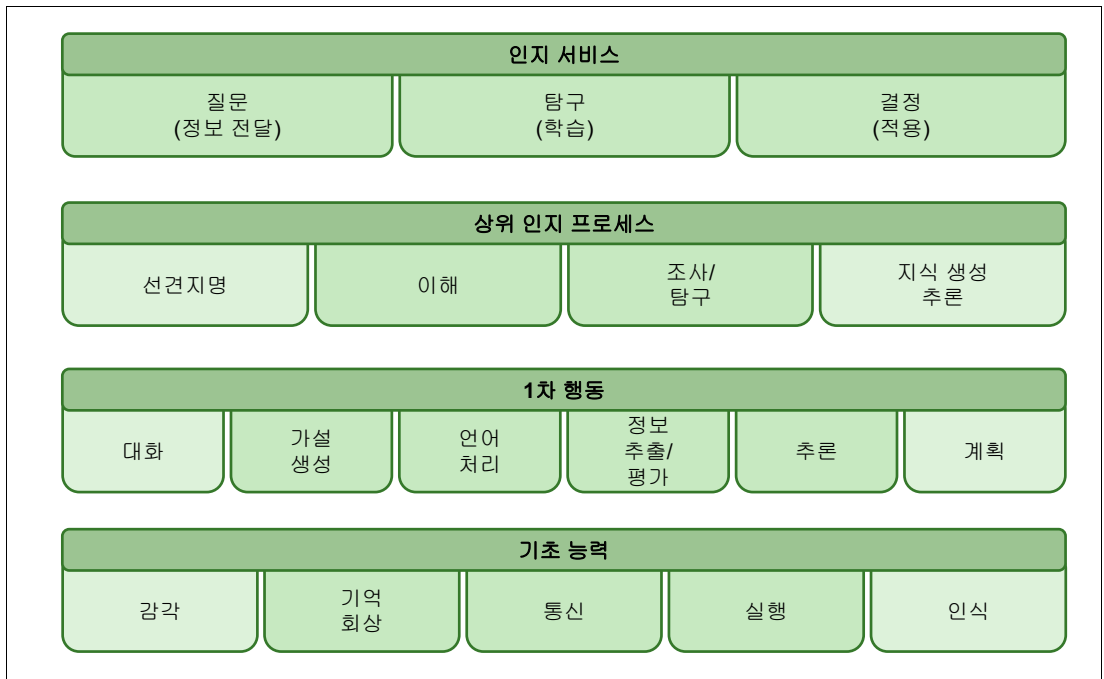 인지 서비스
질문
(정보 전달)
탐구
(학습)
결정
(적용)
상위 인지 프로세스
선견지명
이해
조사/
탐구
지식 생성
추론
1차 행동
대화
가설
생성
언어
처리
정보
추출/
평가
추론
계획
기초 능력
감각
기억
회상
통신
실행
인식